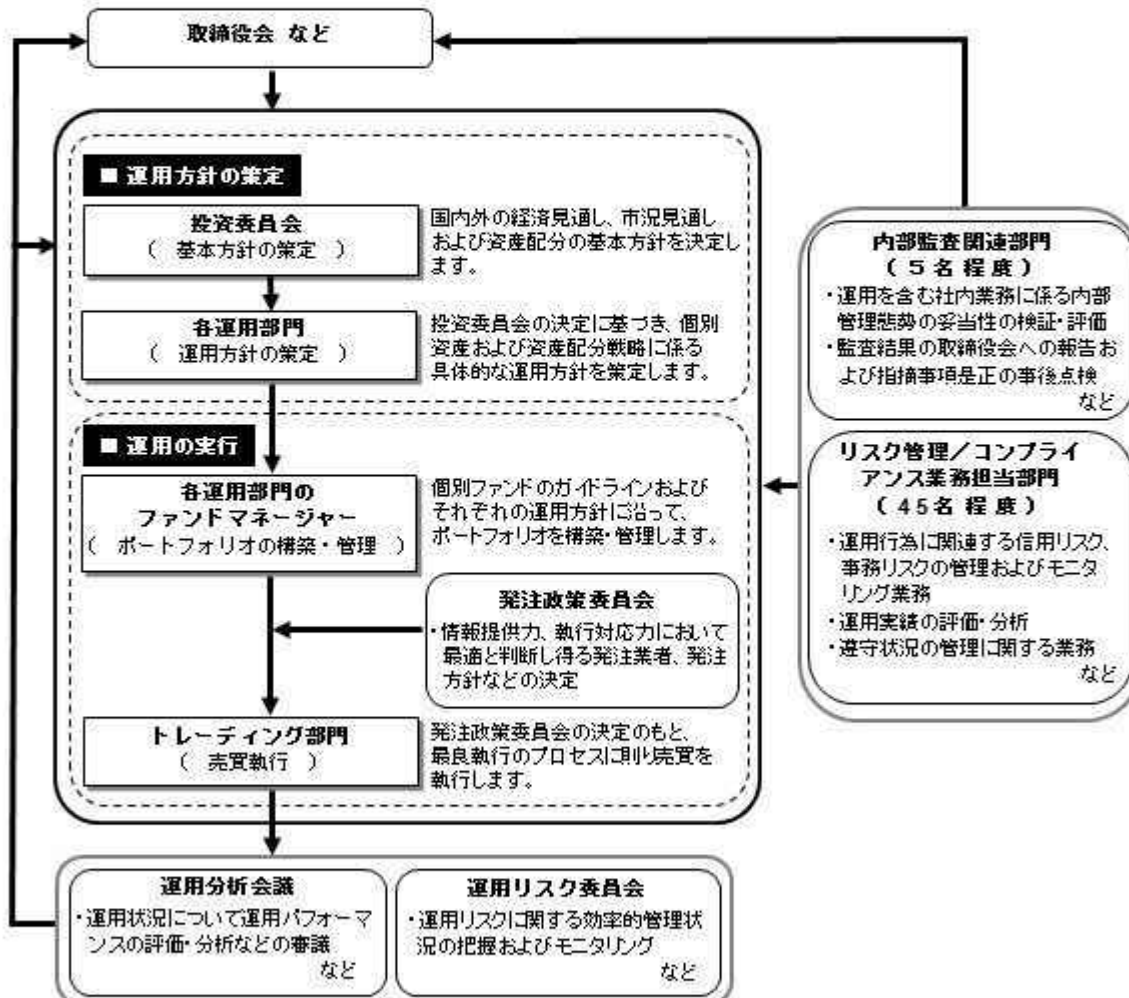 取締役会 など
■ 運用方針の策定
投資委員会
( 基本方針の策定 )
国内外の経済見通し、市況見通し
および資産配分の基本方針を決定し
ます。
各運用部門
( 運用方針の策定 )
投資委員会の決定に基づき、個別
資産および資産配分戦略に係る
具体的な運用方針を策定します。
■ 運用の実行
各運用部門の
ファンドマネージャー
( ポートフォリオの構築・管理 )
個別ファンドのガイドラインおよび
それぞれの運用方針に沿って、
ポートフォリオを構築・管理します。
発注政策委員会
・情報提供力、執行対応力において
最適と判断し得る発注業者、発注
方針などの決定
トレーディング部門
( 売買執行 )
発注政策委員会の決定のもと、
最良執行のプロセスに則り売買を
執行します。
内部監査関連部門
( 5名程度 )
・運用を含む社内業務に係る内部
管理態勢の妥当性の検証・評価
・監査結果の取締役会への報告お
よび指摘事項是正の事後点検
など
リスク管理／コンプライ
アンス業務担当部門
( 45名程度 )
・運用行為に関連する信用リスク、
事務リスクの管理およびモニタ
リング業務
・運用実績の評価・分析
・遵守状況の管理に関する業務
など
運用分析会議
・運用状況について運用パフォーマ
ンスの評価・分析などの審議
など
運用リスク委員会
・運用リスクに関する効率的管理状
況の把握およびモニタリング
など